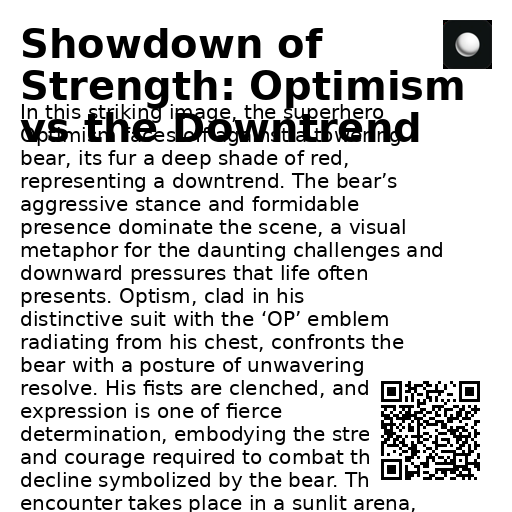 Showdown of
Strength: Optimism
vs the Downtrend
In this striking image, the superhero
Optimism faces off against a towering
bear, its fur a deep shade of red,
representing a downtrend. The bear’s
aggressive stance and formidable
presence dominate the scene, a visual
metaphor for the daunting challenges and
downward pressures that life often
presents. Optism, clad in his
distinctive suit with the ‘OP’ emblem
radiating from his chest, confronts the
bear with a posture of unwavering
resolve. His fists are clenched, and
expression is one of fierce
determination, embodying the stre
and courage required to combat th
decline symbolized by the bear. Th
encounter takes place in a sunlit arena,